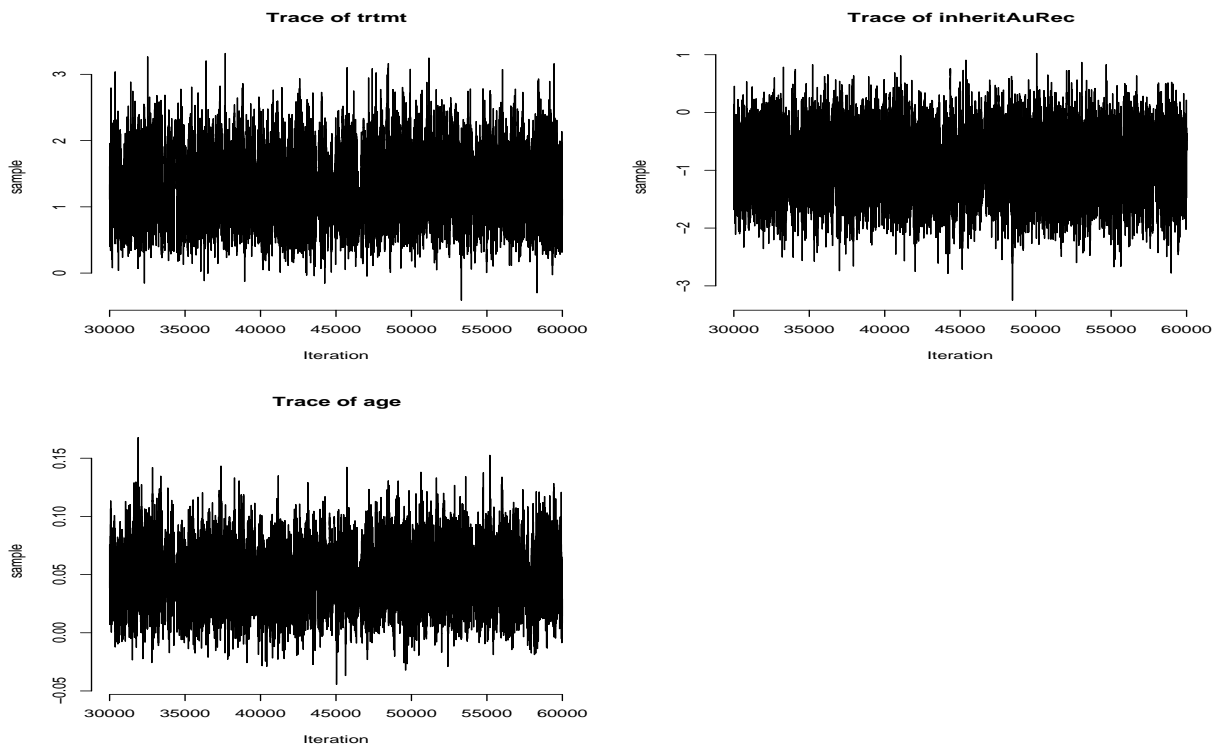 Trace of trtmt
sample
3
2
1
0
30000 35000 40000 45000 50000 55000 60000
Iteration
Trace of inheritAuRec
sample
1
0
−1
−2
−3
30000 35000 40000 45000 50000 55000 60000
Iteration
Trace of age
sample
0.15
0.10
0.05
0.00
−0.05
30000 35000 40000 45000 50000 55000 60000
Iteration